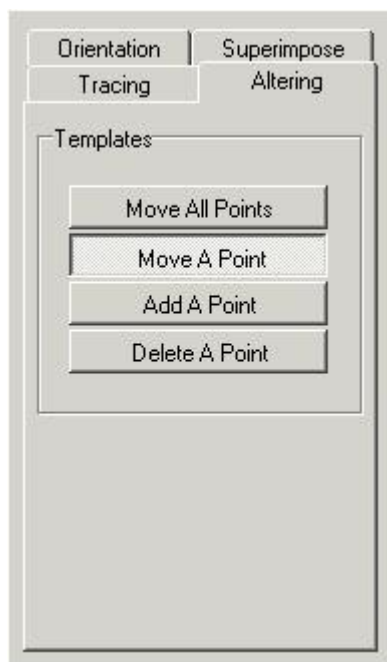 Orientation Superimpose
Tracing Altering
Templates
Move All Points
Move A Point
Add A Point
Delete A Point